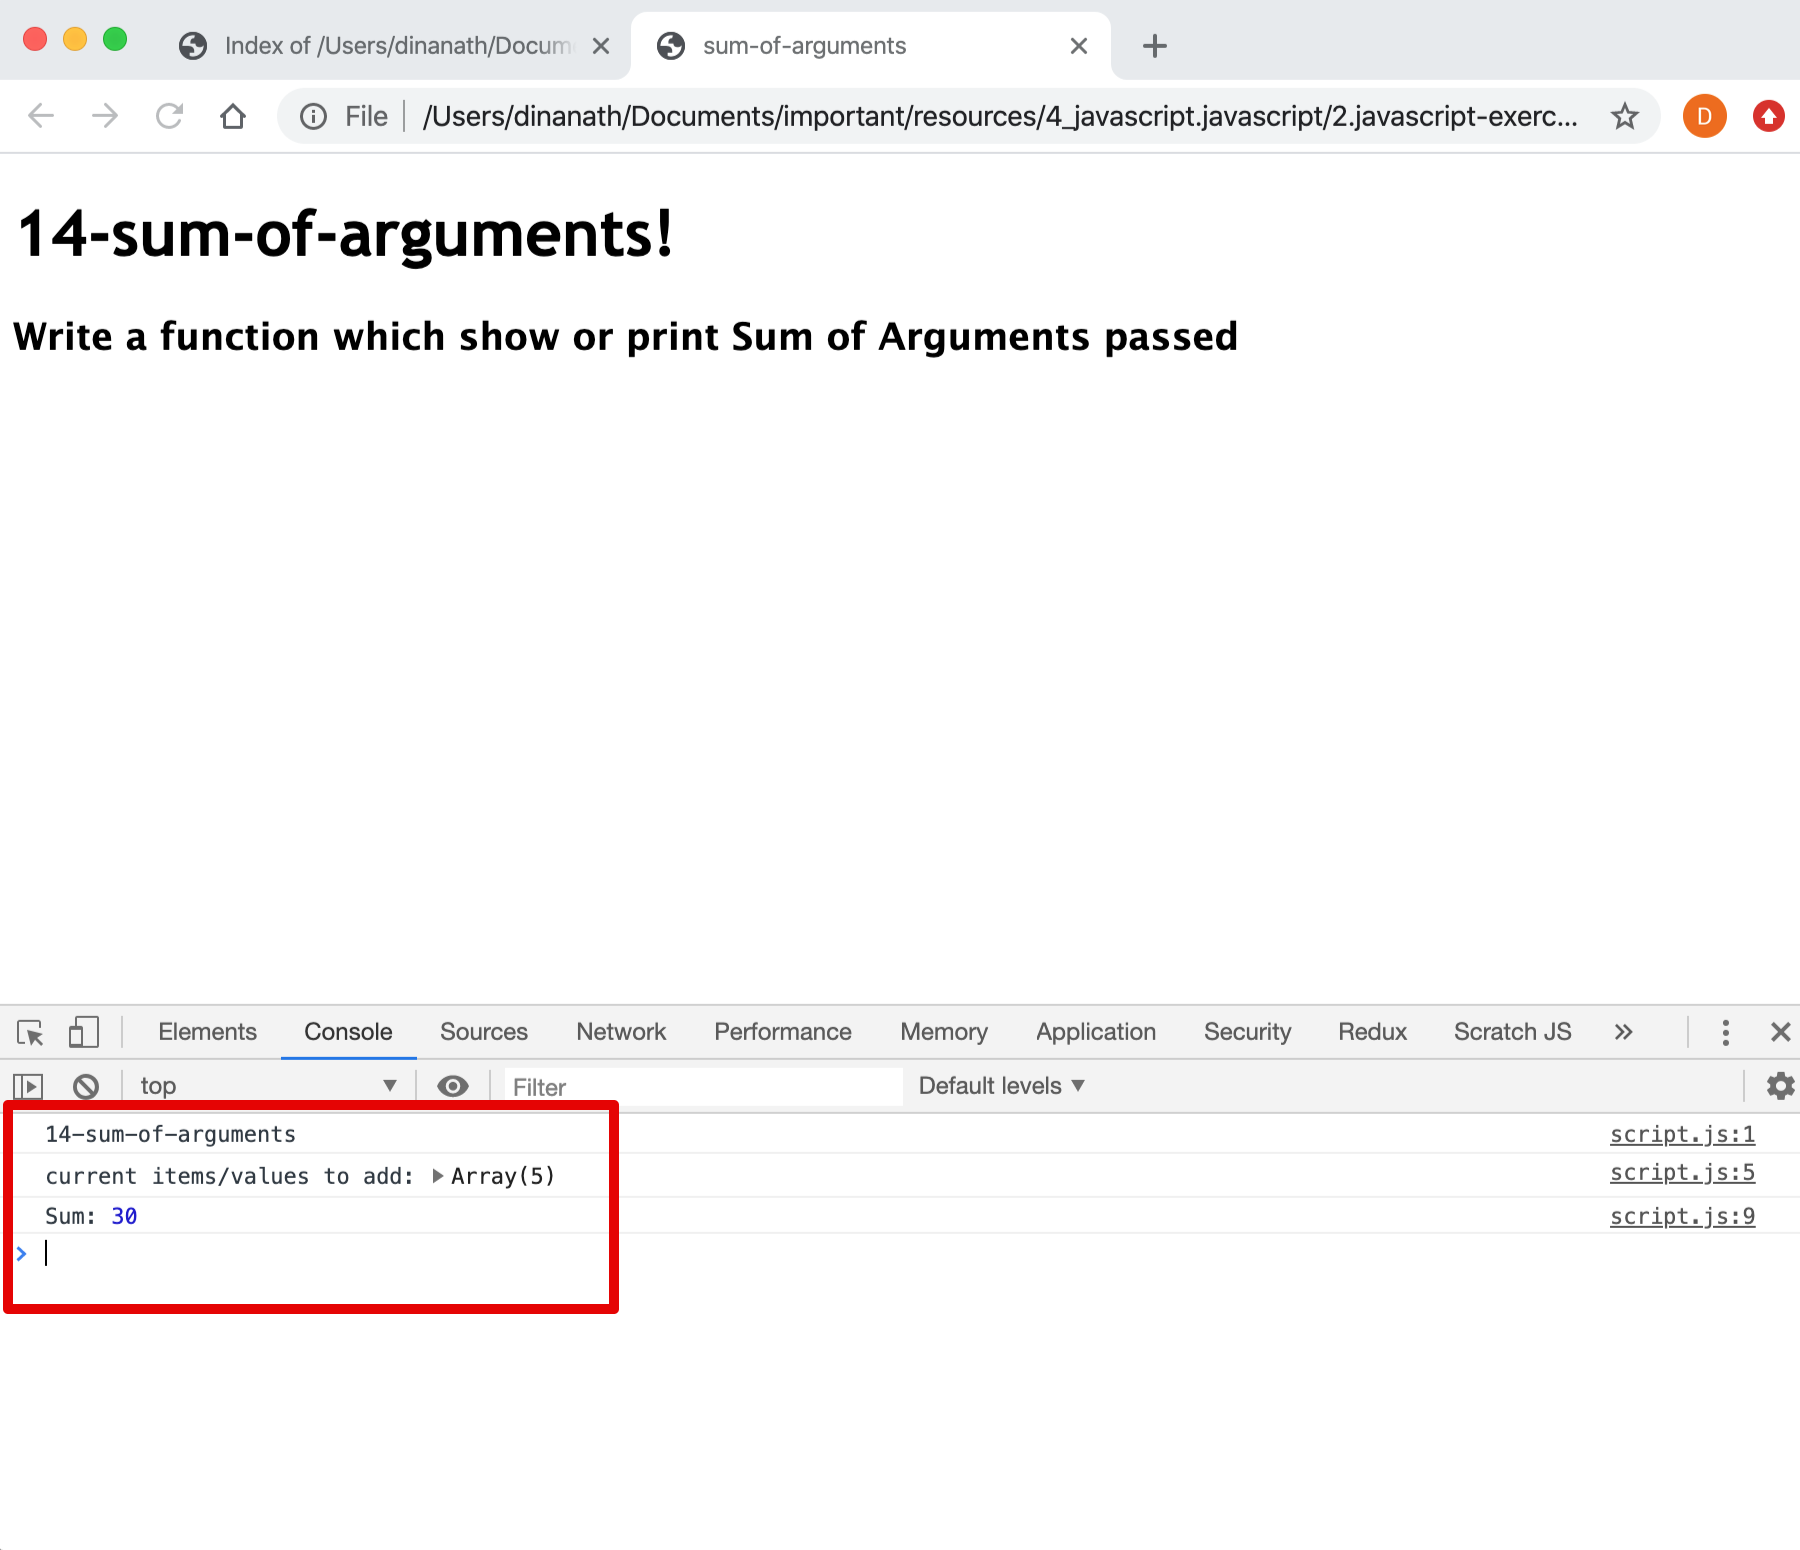 Index of /Users/dinanath/Docum
sum-of-arguments
File
/Users/dinanath/Documents/important/resources/4_javascript.javascript/2.javascript-exerc...
D
14-sum-of-arguments!
Write a function which show or print Sum of Arguments passed
Elements Console Sources Network Performance Memory Application Security Redux Scratch JS »
top Filter Default levels ▼
14-sum-of-arguments script.js:1
current items/values to add: ▶Array(5) script.js:5
Sum: 30 script.js:9
>